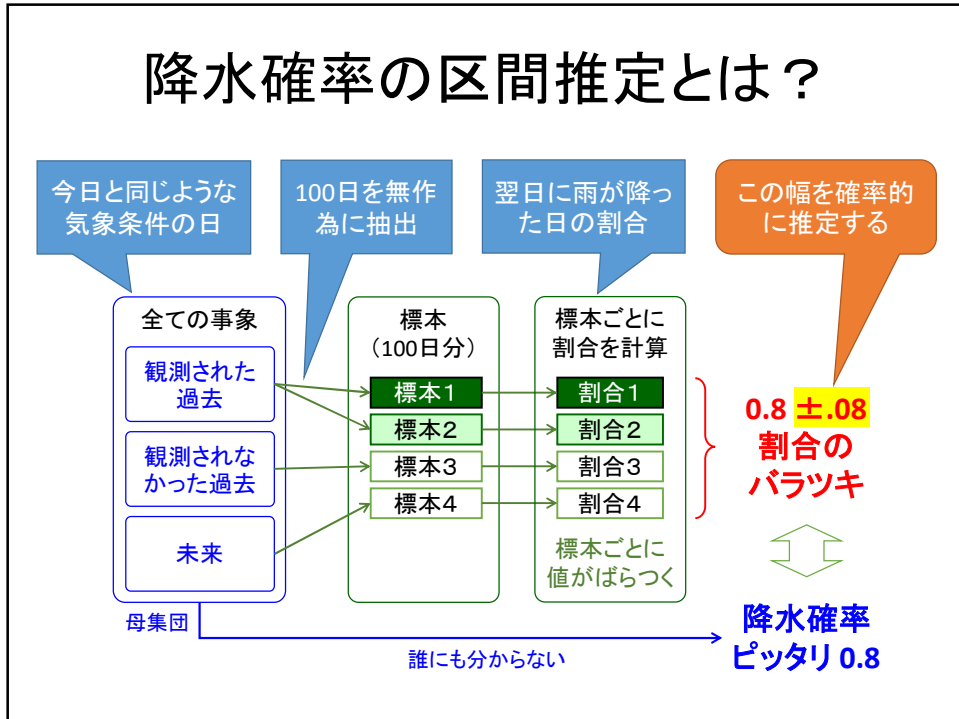 降水確率の区間推定とは？
今日と同じような
気象条件の日
100日を無作
為に抽出
翌日に雨が降っ
た日の割合
この幅を確率的
に推定する
全ての事象
観測された
過去
観測されな
かった過去
未来
母集団
標本
（100日分）
標本１
標本２
標本３
標本４
標本ごとに
割合を計算
割合１
割合２
割合３
割合４
標本ごとに
値がばらつく
0.8 ±.08
割合の
バラツキ
誰にも分からない
降水確率
ピッタリ 0.8